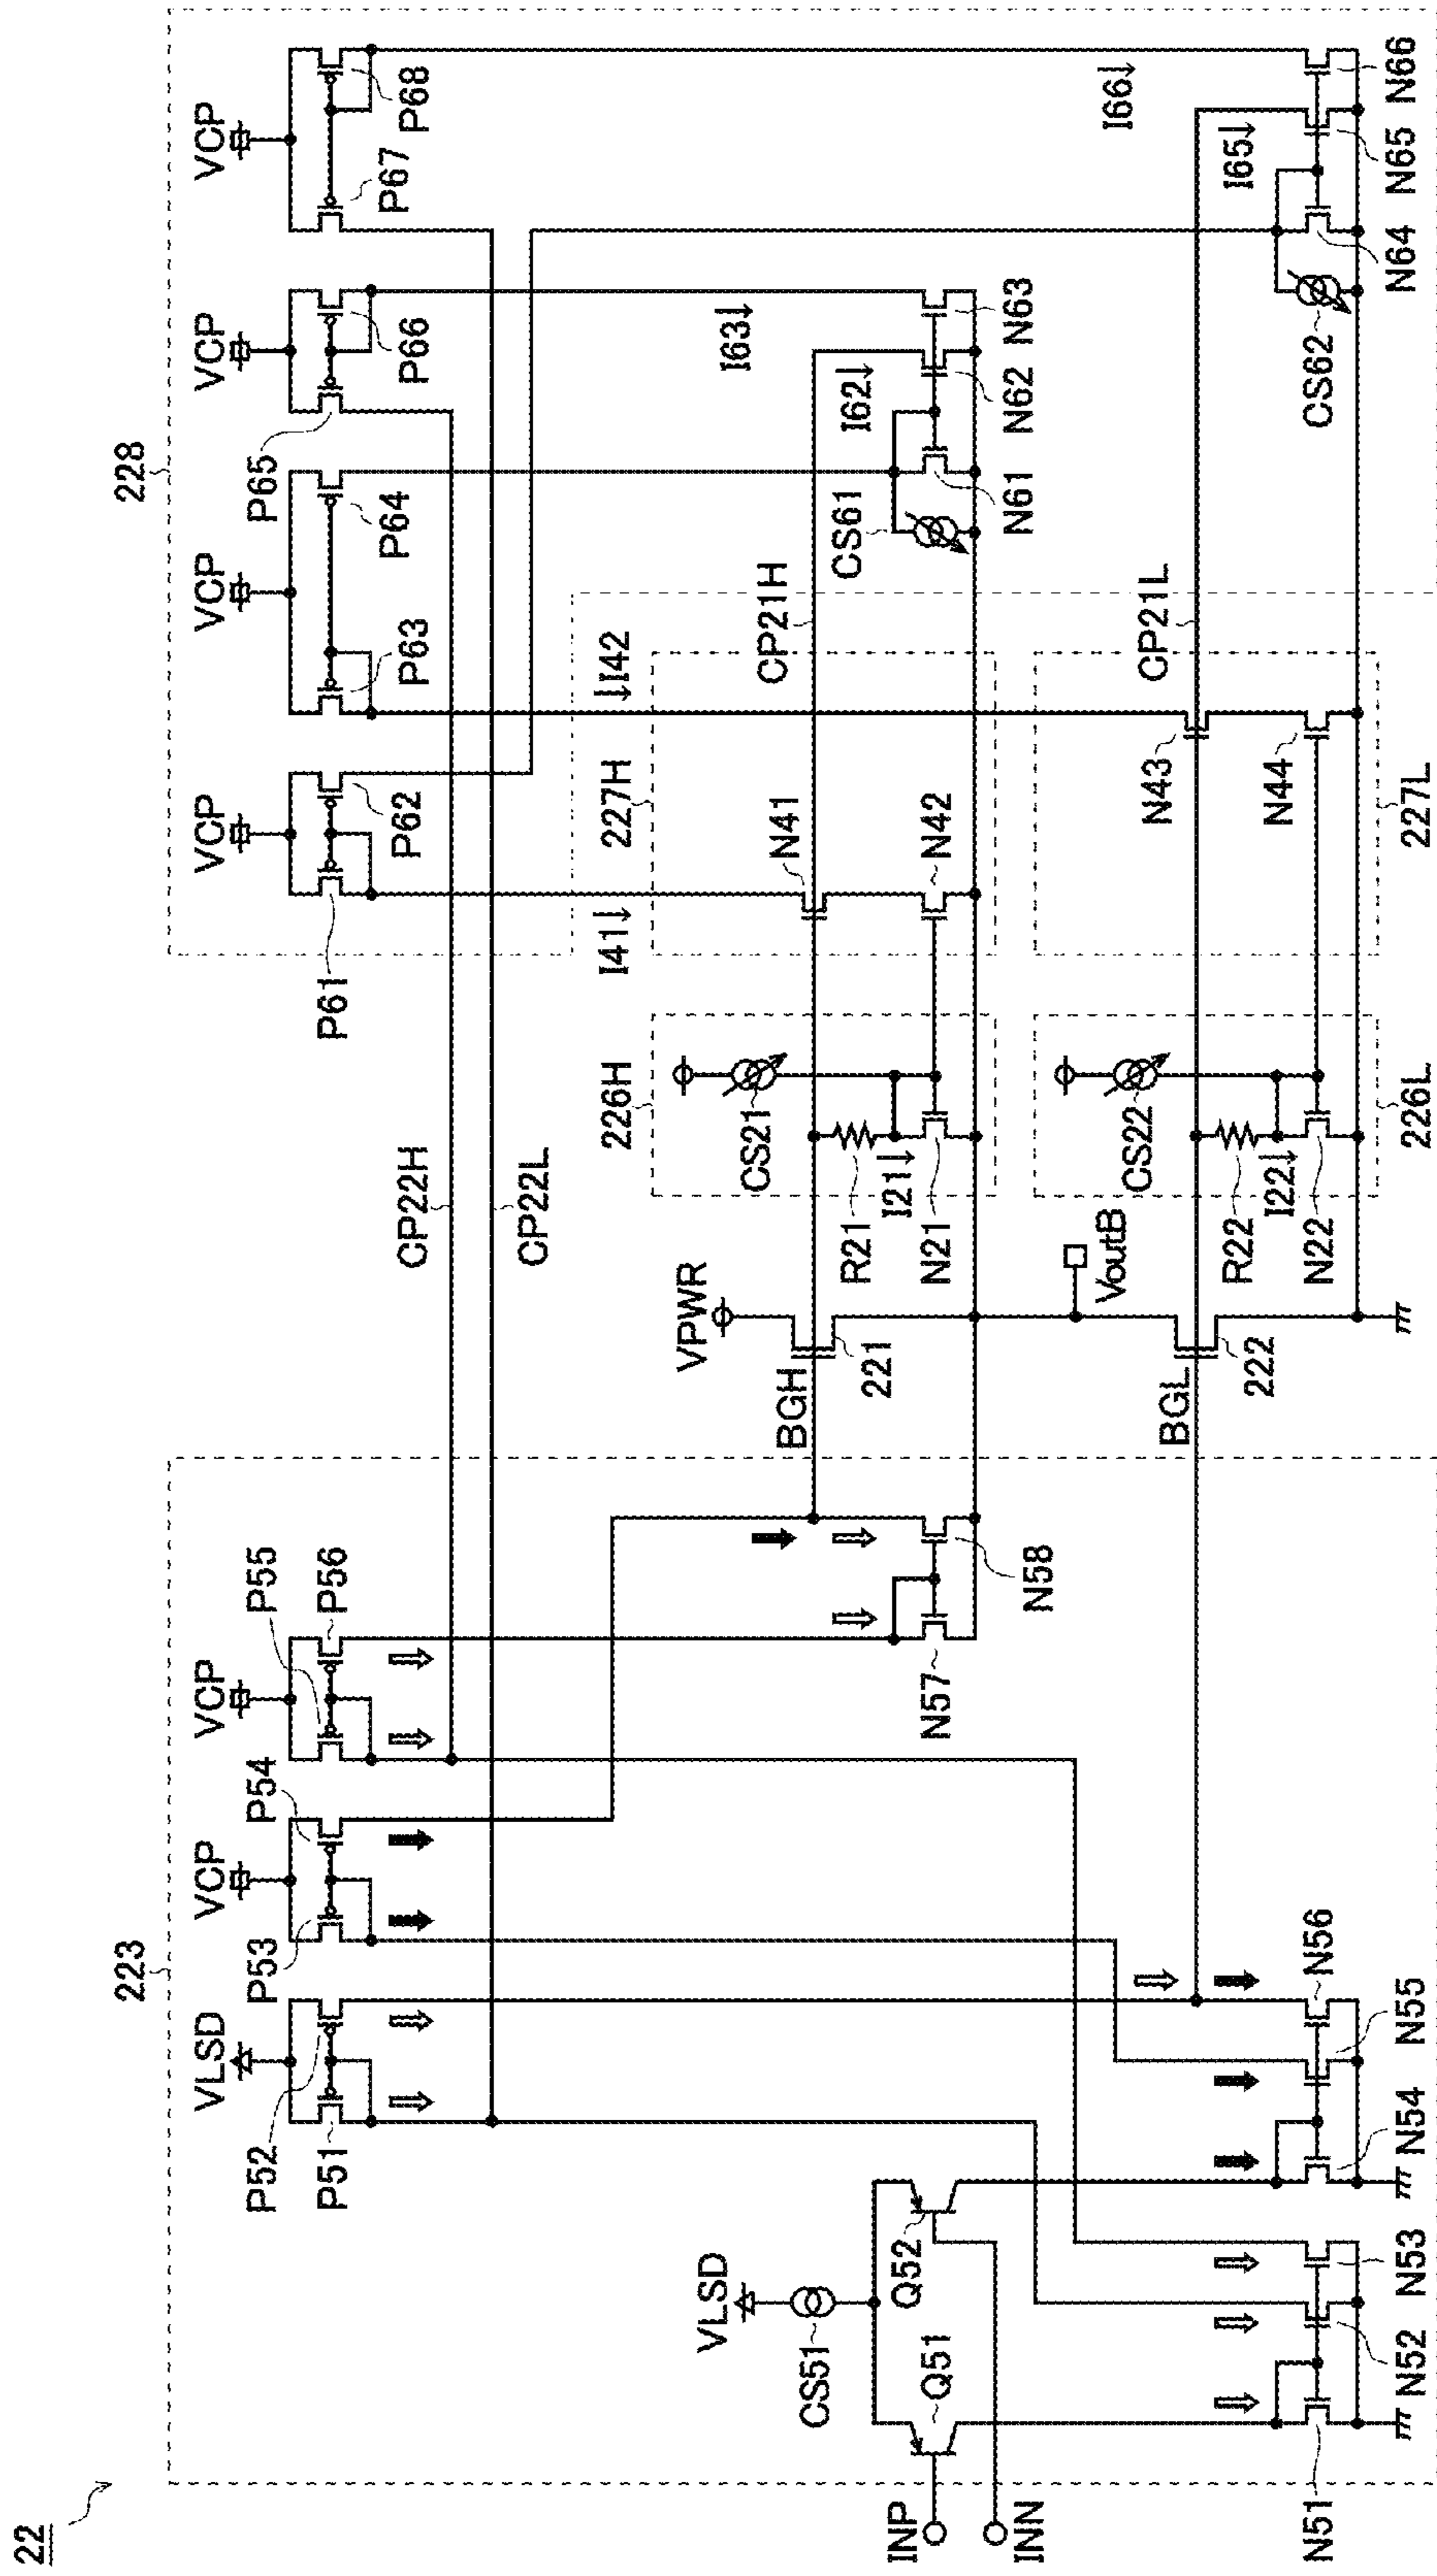 22
223
228
VLSD
VCP
VCP
VCP
VCP
VCP
VCP
P52
P51
P53
P54
P55
P56
P61
P62
P63
P64
P65
P66
P67
P68
CP22H
CP22L
I41↓
↓I42
VLSD
CS51
Q51
Q52
INP
INN
N57
N58
BGH
VPWR
221
226H
CS21
R21
I21↓
N21
227H
N41
N42
CP21H
CS61
N61
I62↓
N62
I63↓
N63
BGL
VoutB
222
226L
CS22
R22
I22↓
N22
227L
N43
N44
CP21L
CS62
N64
I65↓
N65
I66↓
N66
N51
N52
N53
N54
N55
N56